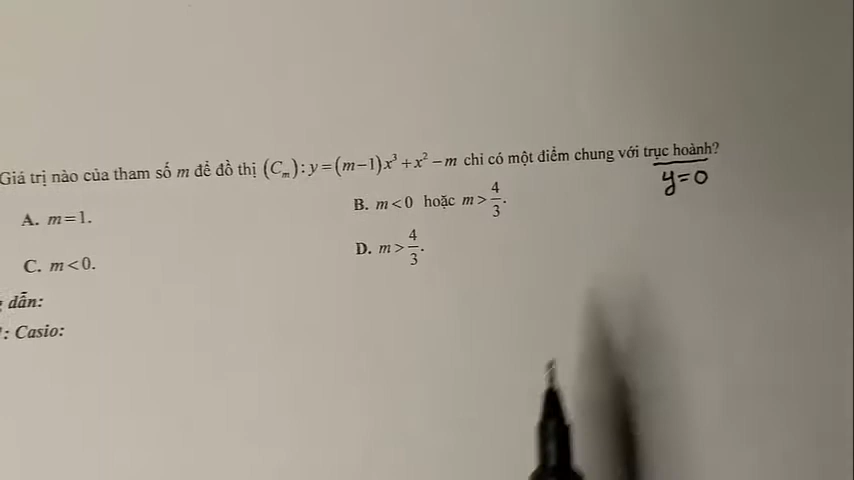 Giá trị nào của tham số m để đồ thị (Cₘ): y=(m−1)x³+x²−m chỉ có một điểm chung với trục hoành?
y=0
A. m=1.
B. m<0 hoặc m>4/3.
C. m<0.
D. m>4/3.
dẫn:
: Casio: